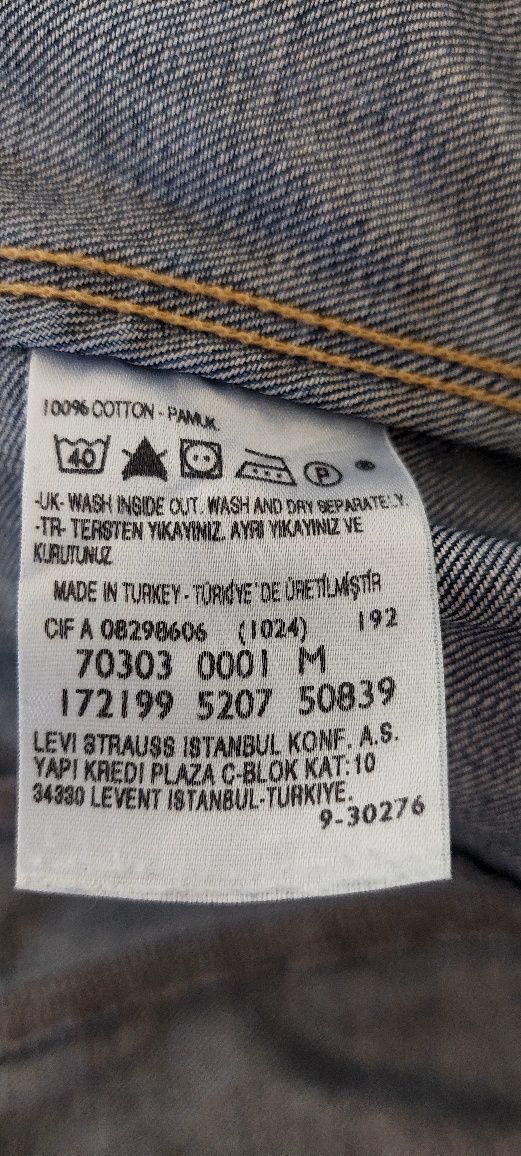 100% COTTON - PAMUK
40
P
-UK- WASH INSIDE OUT. WASH AND DRY SEPARATELY.
-TR- TERSTEN YIKAYINIZ. AYRI YIKAYINIZ VE
KURUTUNUZ
MADE IN TURKEY - TÜRKİYE'DE ÜRETİLMİŞTİR
CIF A 08298606 (1024) 192
70303 0001 M
172199 5207 50839
LEVI STRAUSS ISTANBUL KONF. A.S.
YAPI KREDI PLAZA C-BLOK KAT:10
34330 LEVENT ISTANBUL-TURKIYE.
9-30276